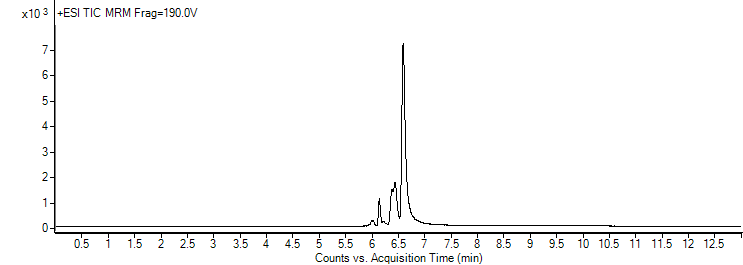 x10 3 +ESI TIC MRM Frag=190.0V
7
6
5
4
3
2
1
0
0.5 1 1.5 2 2.5 3 3.5 4 4.5 5 5.5 6 6.5 7 7.5 8 8.5 9 9.5 10 10.5 11 11.5 12 12.5
Counts vs. Acquisition Time (min)